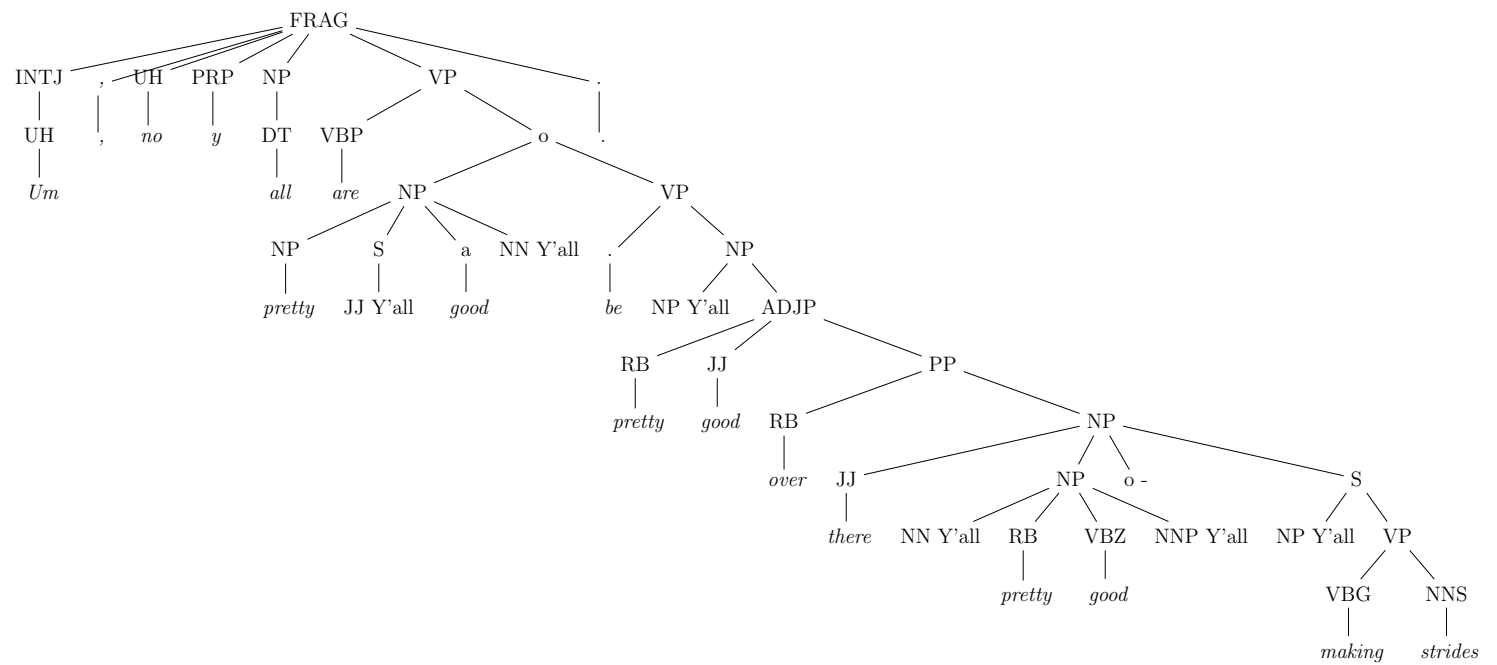 FRAG
INTJ , UH PRP NP VP .
UH , no y DT VBP o .
Um all are NP VP
NP S a NN Y'all . NP
pretty JJ Y'all good be NP Y'all ADJP
RB JJ PP
pretty good RB NP
over JJ NP o - S
there NN Y'all RB VBZ NNP Y'all NP Y'all VP
pretty good VBG NNS
making strides